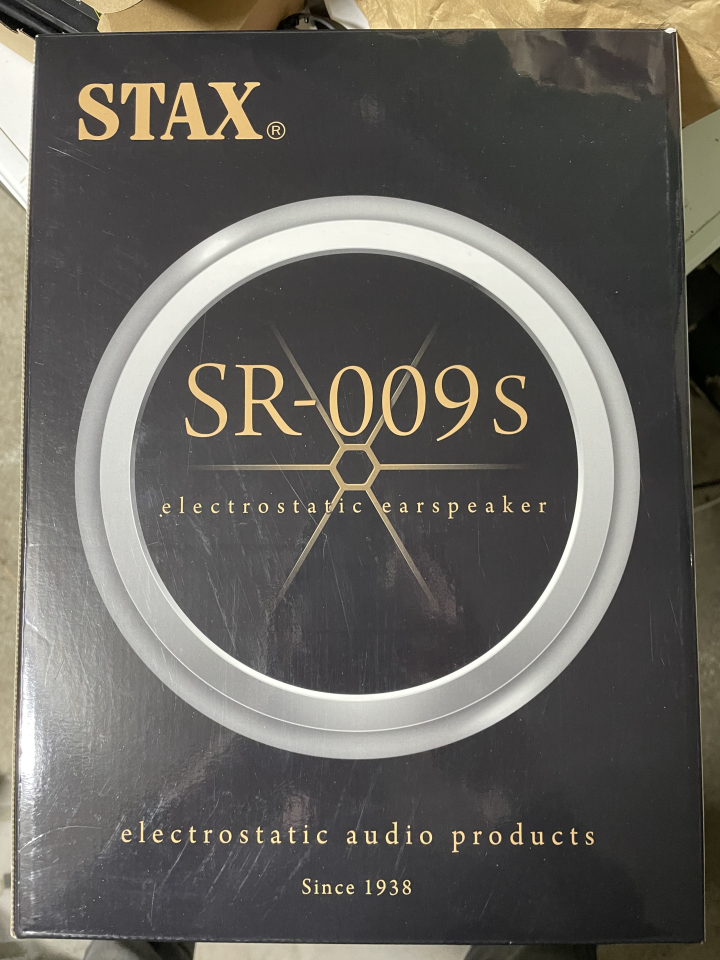 STAX®
SR-009S
electrostatic earspeaker
electrostatic audio products
Since 1938